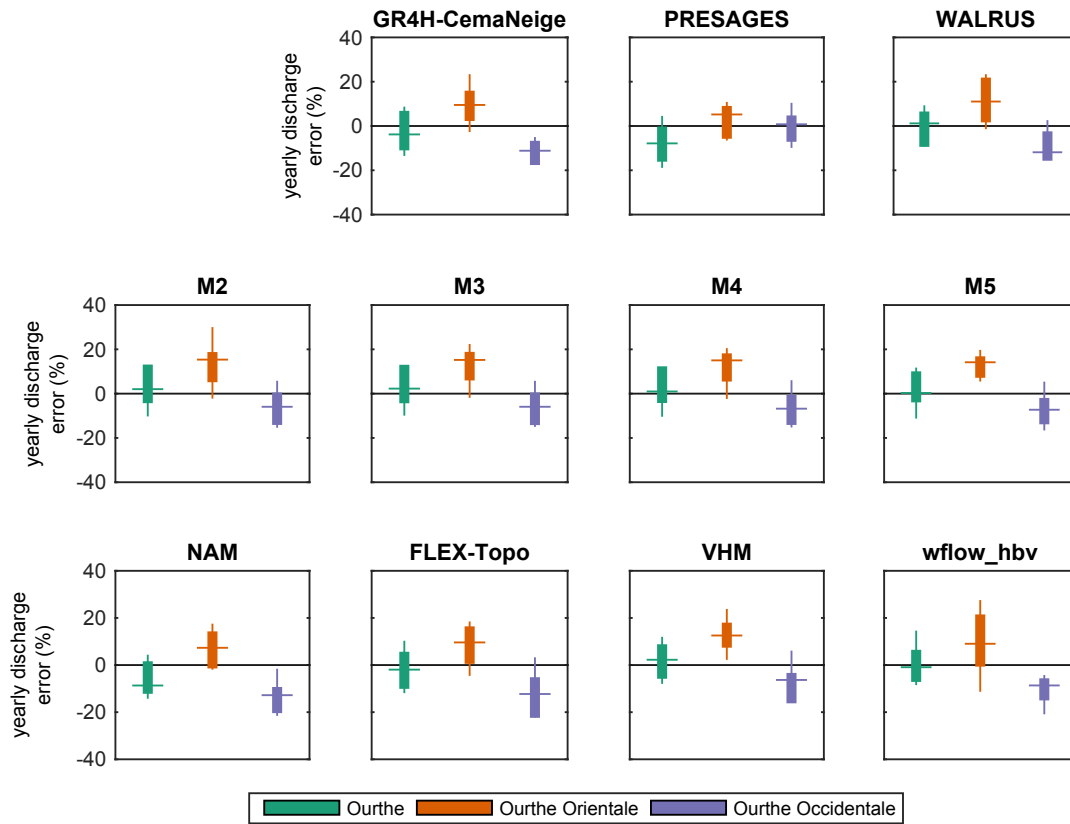 GR4H-CemaNeige PRESAGES WALRUS
yearly discharge
error (%)
40
20
0
-20
-40
M2 M3 M4 M5
yearly discharge
error (%)
40
20
0
-20
-40
NAM FLEX-Topo VHM wflow_hbv
yearly discharge
error (%)
40
20
0
-20
-40
Ourthe Ourthe Orientale Ourthe Occidentale